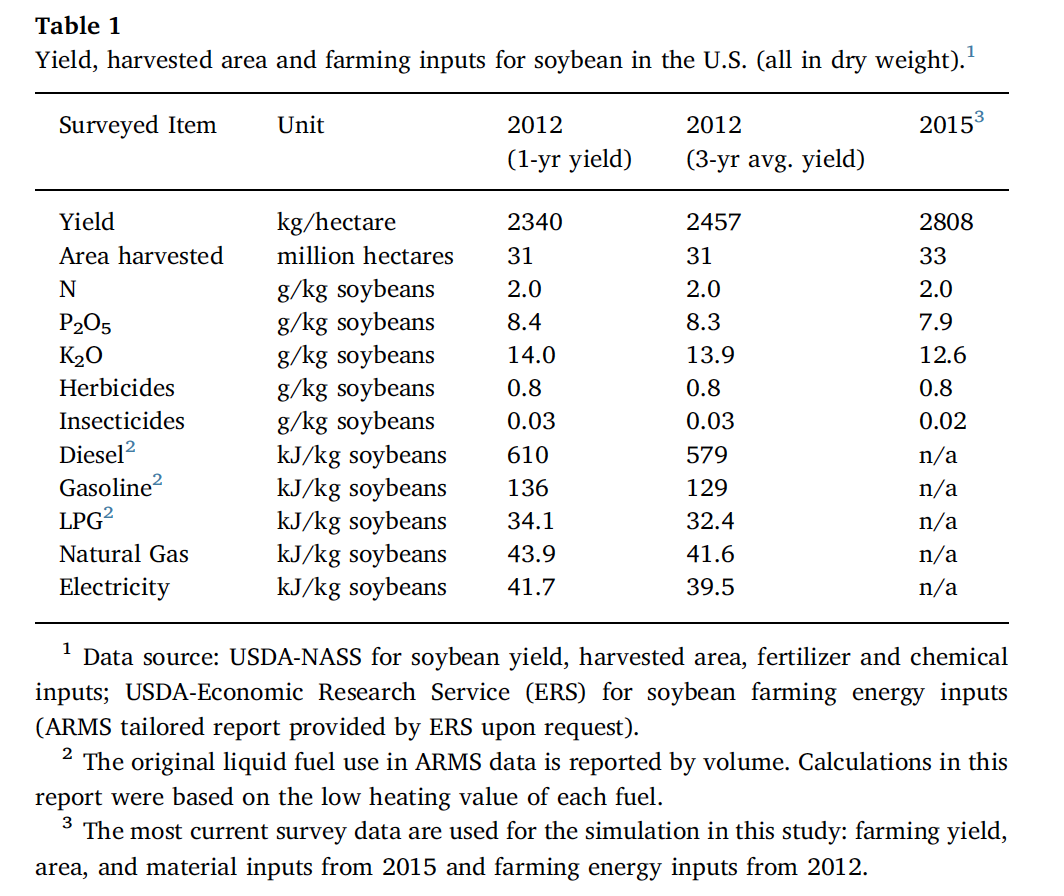 Table 1
Yield, harvested area and farming inputs for soybean in the U.S. (all in dry weight).1
Surveyed Item Unit 2012 2012 2015³
(1-yr yield) (3-yr avg. yield)
Yield kg/hectare 2340 2457 2808
Area harvested million hectares 31 31 33
N g/kg soybeans 2.0 2.0 2.0
P₂O₅ g/kg soybeans 8.4 8.3 7.9
K₂O g/kg soybeans 14.0 13.9 12.6
Herbicides g/kg soybeans 0.8 0.8 0.8
Insecticides g/kg soybeans 0.03 0.03 0.02
Diesel² kJ/kg soybeans 610 579 n/a
Gasoline² kJ/kg soybeans 136 129 n/a
LPG² kJ/kg soybeans 34.1 32.4 n/a
Natural Gas kJ/kg soybeans 43.9 41.6 n/a
Electricity kJ/kg soybeans 41.7 39.5 n/a
¹ Data source: USDA-NASS for soybean yield, harvested area, fertilizer and chemical
inputs; USDA-Economic Research Service (ERS) for soybean farming energy inputs
(ARMS tailored report provided by ERS upon request).
² The original liquid fuel use in ARMS data is reported by volume. Calculations in this
report were based on the low heating value of each fuel.
³ The most current survey data are used for the simulation in this study: farming yield,
area, and material inputs from 2015 and farming energy inputs from 2012.